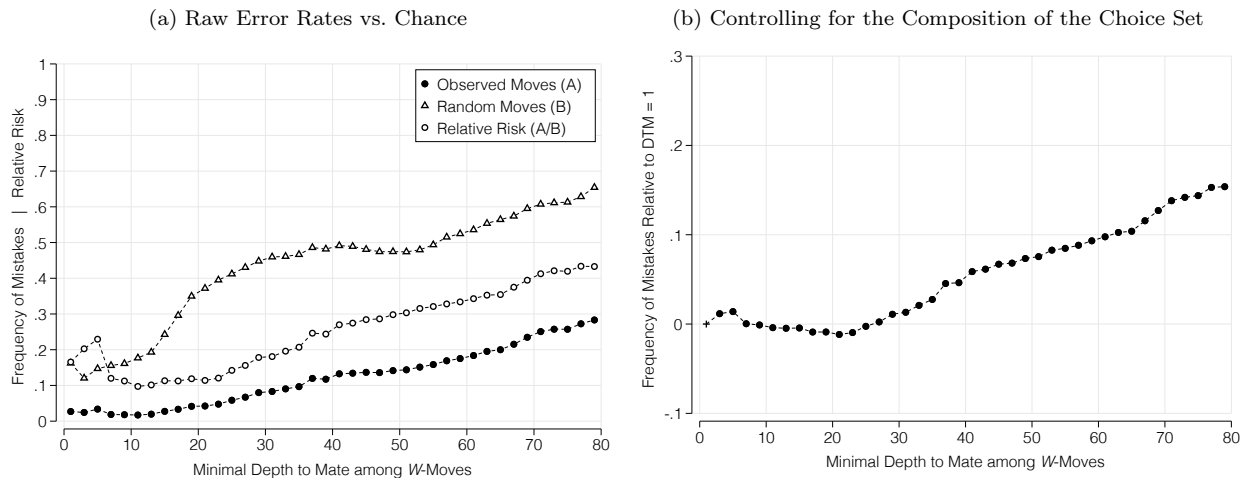 (a) Raw Error Rates vs. Chance
Frequency of Mistakes | Relative Risk
1
.9
.8
.7
.6
.5
.4
.3
.2
.1
0
Observed Moves (A)
Random Moves (B)
Relative Risk (A/B)
0 10 20 30 40 50 60 70 80
Minimal Depth to Mate among W-Moves
(b) Controlling for the Composition of the Choice Set
Frequency of Mistakes Relative to DTM = 1
.3
.2
.1
0
-.1
0 10 20 30 40 50 60 70 80
Minimal Depth to Mate among W-Moves